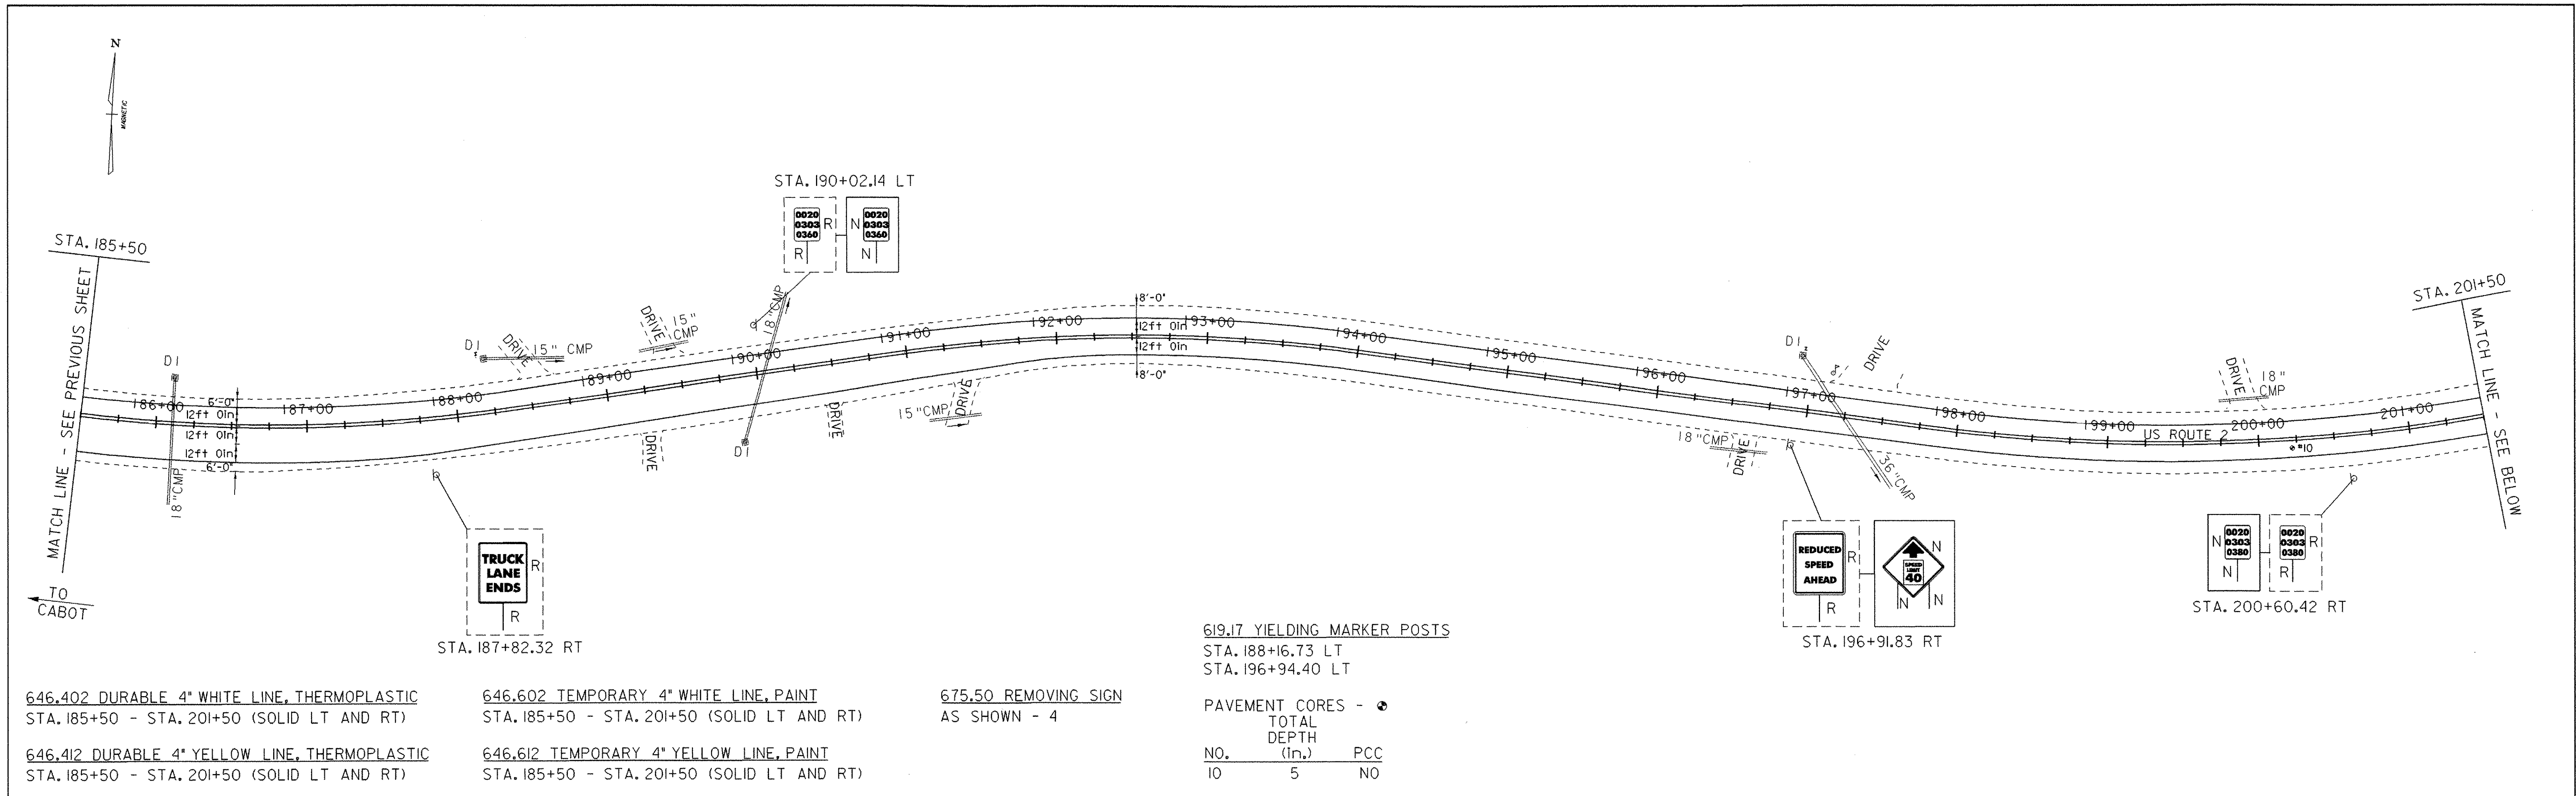 N
MAGNETIC
STA. 190+02.14 LT
0020
0303
0360
R
R
N
0020
0303
0360
N
STA. 185+50
MATCH LINE - SEE PREVIOUS SHEET
TO
CABOT
DI
18"CMP
186+00
6'-0"
12ft 0in
12ft 0in
12ft 0in
6'-0"
187+00
188+00
DI
DRIVE
15" CMP
DRIVE
15"
CMP
189+00
190+00
18"CMP
DI
DRIVE
DRIVE
191+00
15"CMP
DRIVE
192+00
8'-0"
12ft 0in
12ft 0in
8'-0"
193+00
194+00
195+00
196+00
18"CMP
DRIVE
DI
DRIVE
197+00
36"CMP
198+00
199+00
US ROUTE 2
200+00
DRIVE
18"
CMP
#10
201+00
STA. 201+50
MATCH LINE - SEE BELOW
TRUCK
LANE
ENDS
R
R
STA. 187+82.32 RT
REDUCED
SPEED
AHEAD
R
R
N
SPEED
LIMIT
40
N
N
STA. 196+91.83 RT
N
0020
0303
0380
N
0020
0303
0380
R
R
STA. 200+60.42 RT
646.402 DURABLE 4" WHITE LINE, THERMOPLASTIC
STA. 185+50 - STA. 201+50 (SOLID LT AND RT)
646.412 DURABLE 4" YELLOW LINE, THERMOPLASTIC
STA. 185+50 - STA. 201+50 (SOLID LT AND RT)
646.602 TEMPORARY 4" WHITE LINE, PAINT
STA. 185+50 - STA. 201+50 (SOLID LT AND RT)
646.612 TEMPORARY 4" YELLOW LINE, PAINT
STA. 185+50 - STA. 201+50 (SOLID LT AND RT)
675.50 REMOVING SIGN
AS SHOWN - 4
619.17 YIELDING MARKER POSTS
STA. 188+16.73 LT
STA. 196+94.40 LT
PAVEMENT CORES -
TOTAL
DEPTH
NO. (in.) PCC
10 5 NO